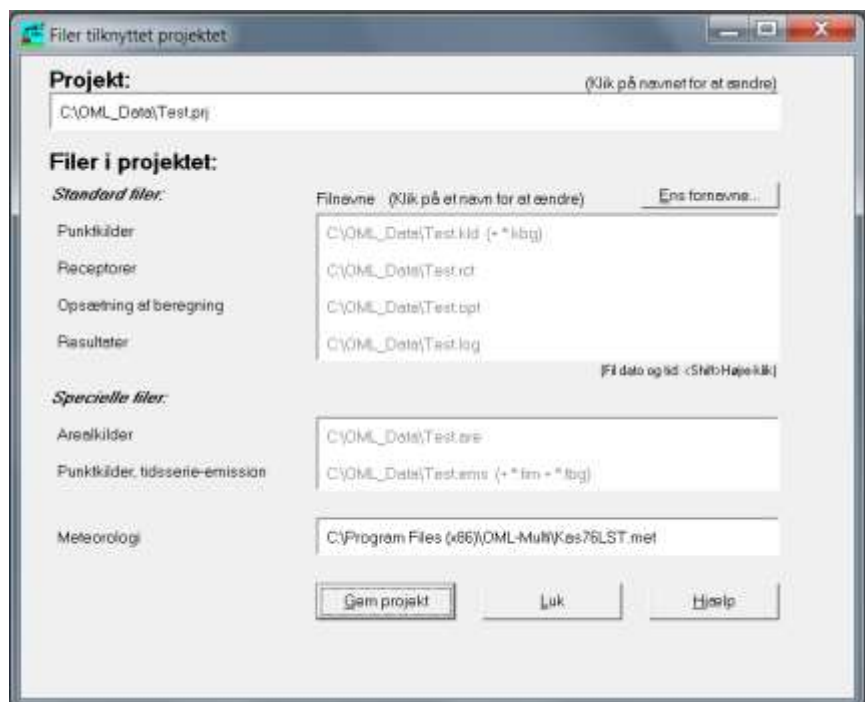 Filer tilknyttet projektet
Projekt: (Klik på navnet for at ændre)
C:\OML_Data\Test.prj
Filer i projektet:
Standard filer: Filnavne (Klik på et navn for at ændre) Ens fornavne...
Punktkilder C:\OML_Data\Test.kld (+ *.kbg)
Receptorer C:\OML_Data\Test.rct
Opsætning af beregning C:\OML_Data\Test.opt
Resultater C:\OML_Data\Test.log
(Fil dato og tid: <Shift>Højre-klik)
Specielle filer:
Arealkilder C:\OML_Data\Test.are
Punktkilder, tidsserie-emission C:\OML_Data\Test.ems (+ *.tim + *.tbg)
Meteorologi C:\Program Files (x86)\OML-Multi\Kas76LST.met
Gem projekt Luk Hjælp